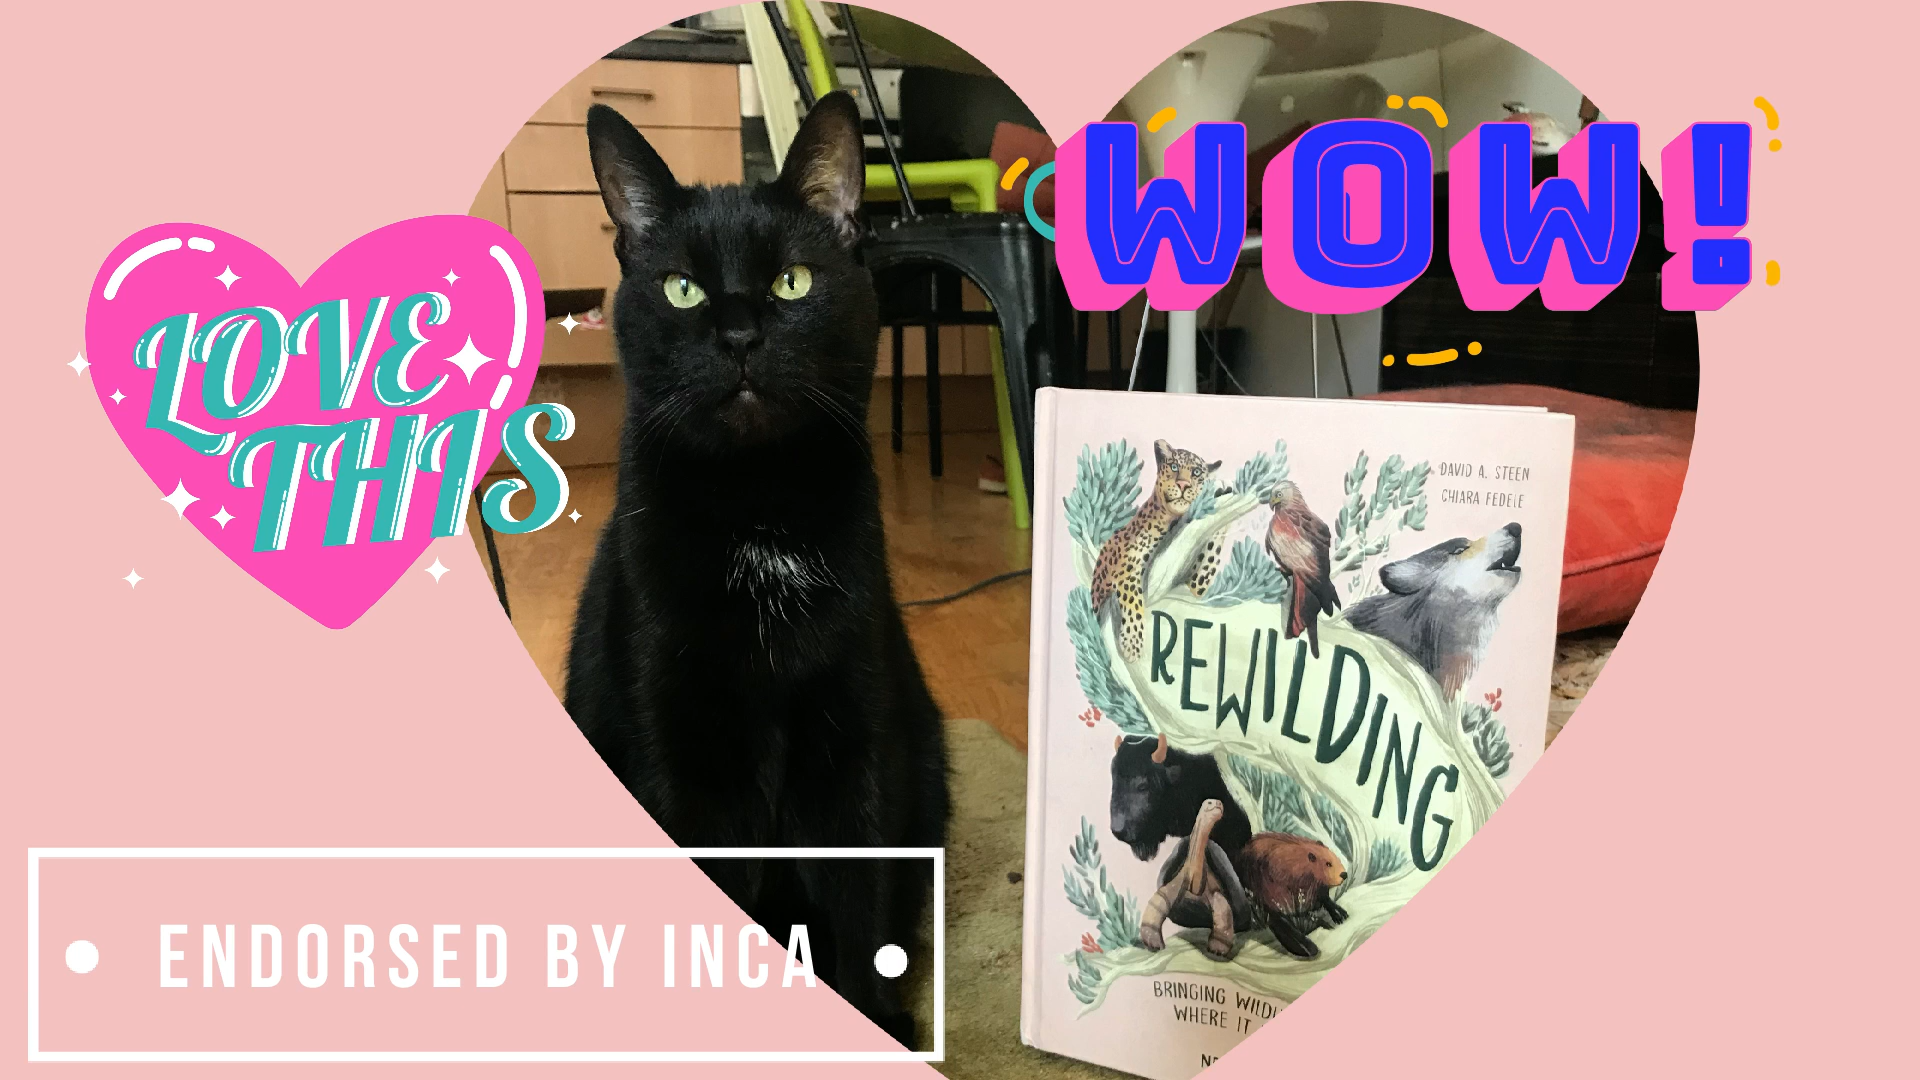 WOW!
LOVE
THIS
DAVID A. STEEN
CHIARA FEDELE
REWILDING
BRINGING
WHERE IT
ENDORSED BY INCA